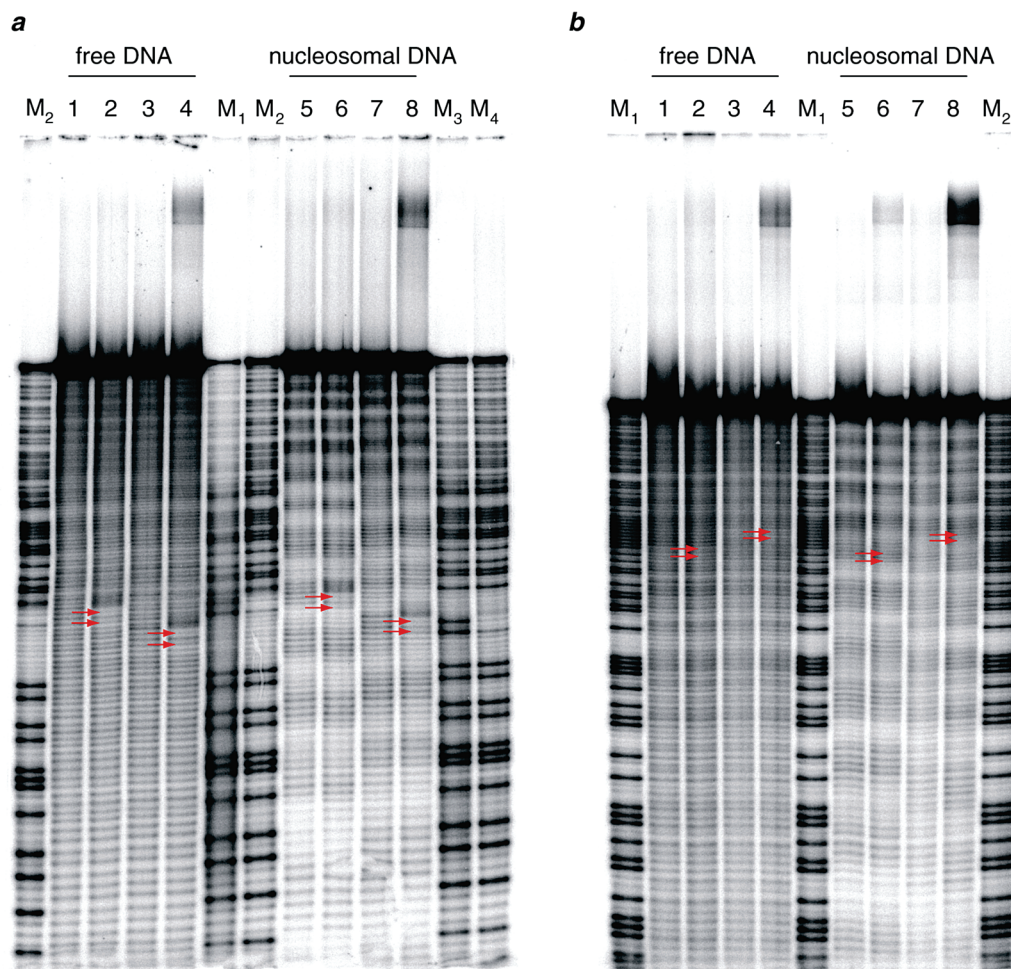 a
free DNA
nucleosomal DNA
M₂ 1 2 3 4 M₁ M₂ 5 6 7 8 M₃ M₄
b
free DNA
nucleosomal DNA
M₁ 1 2 3 4 M₁ 5 6 7 8 M₂